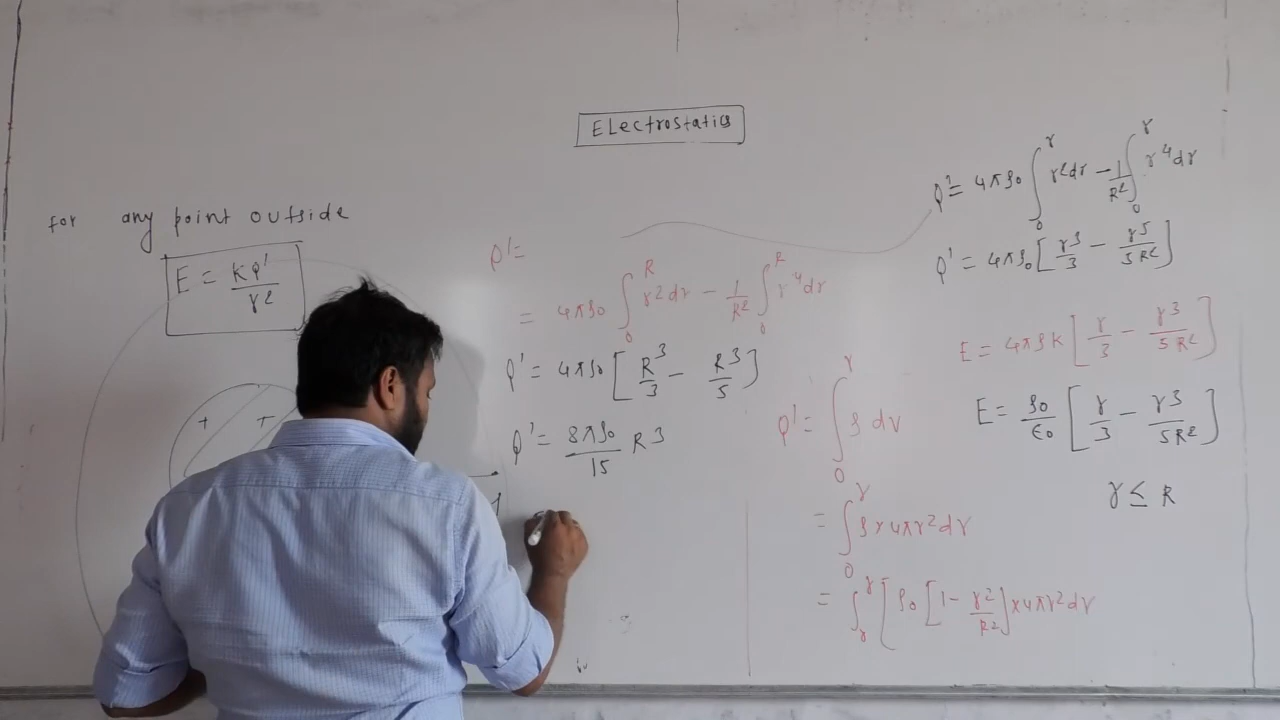 Electrostatics
for any point outside
E = kQ'/r²
+ +
Q' =
= 4πρ₀ ∫₀ᴿ r²dr − 1/R² ∫₀ᴿ r⁴dr
Q' = 4πρ₀ [R³/3 − R³/5]
Q' = 8πρ₀/15 R³
Q' = ∫₀ʳ ρ dv
= ∫₀ʳ ρ x 4πr²dr
= ∫ᵣʳ [ρ₀ [1 − r²/R²] x 4πr²dr
Q' = 4πρ₀ ∫₀ʳ r²dr − 1/R² ∫₀ʳ r⁴dr
Q' = 4πρ₀ [r³/3 − r⁵/5R²]
E = 4πρk [r/3 − r³/5R²]
E = ρ₀/ε₀ [r/3 − r³/5R²]
r ≤ R